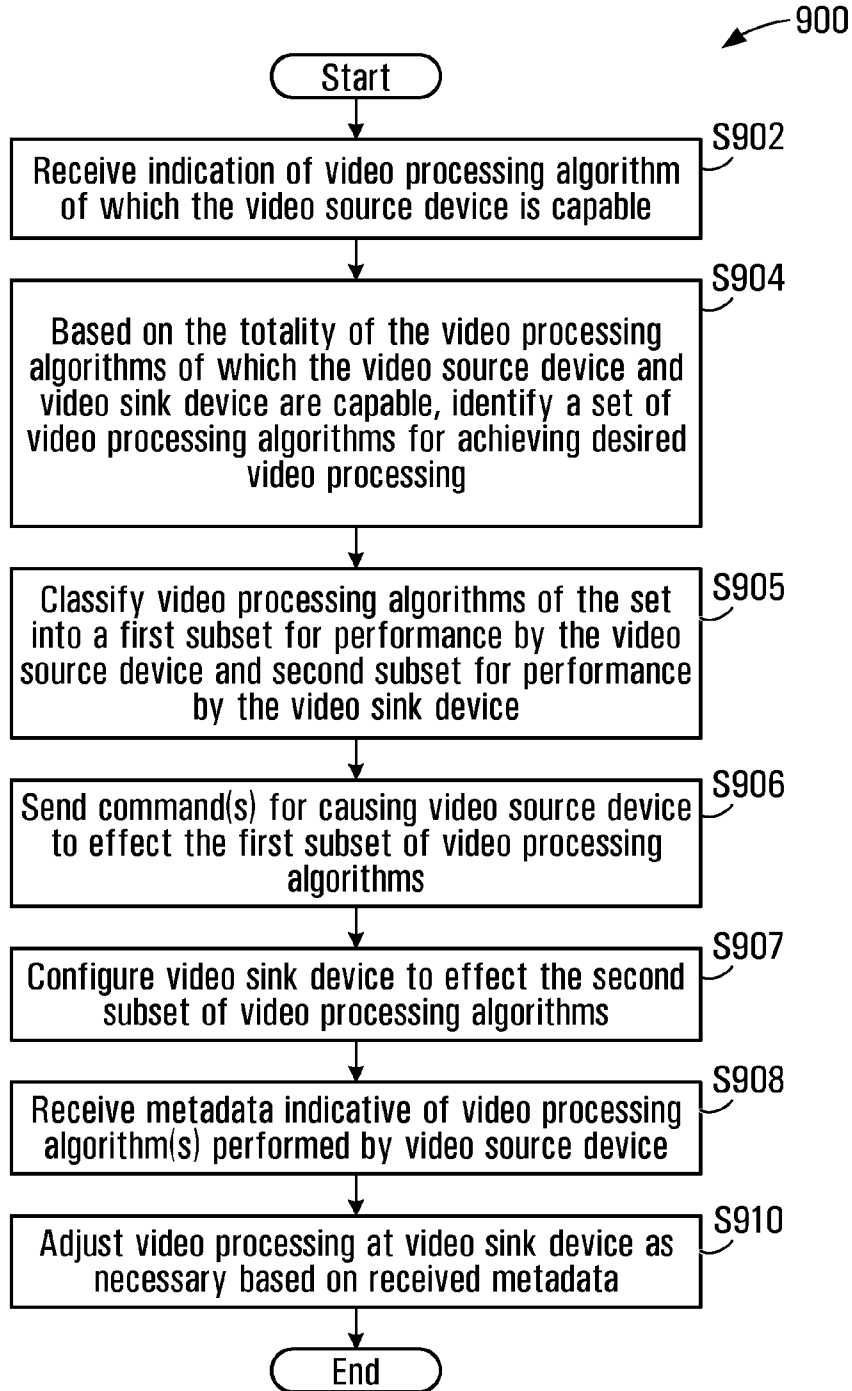 900
Start
S902
Receive indication of video processing algorithm
of which the video source device is capable
S904
Based on the totality of the video processing
algorithms of which the video source device and
video sink device are capable, identify a set of
video processing algorithms for achieving desired
video processing
S905
Classify video processing algorithms of the set
into a first subset for performance by the video
source device and second subset for performance
by the video sink device
S906
Send command(s) for causing video source device
to effect the first subset of video processing
algorithms
S907
Configure video sink device to effect the second
subset of video processing algorithms
S908
Receive metadata indicative of video processing
algorithm(s) performed by video source device
S910
Adjust video processing at video sink device as
necessary based on received metadata
End